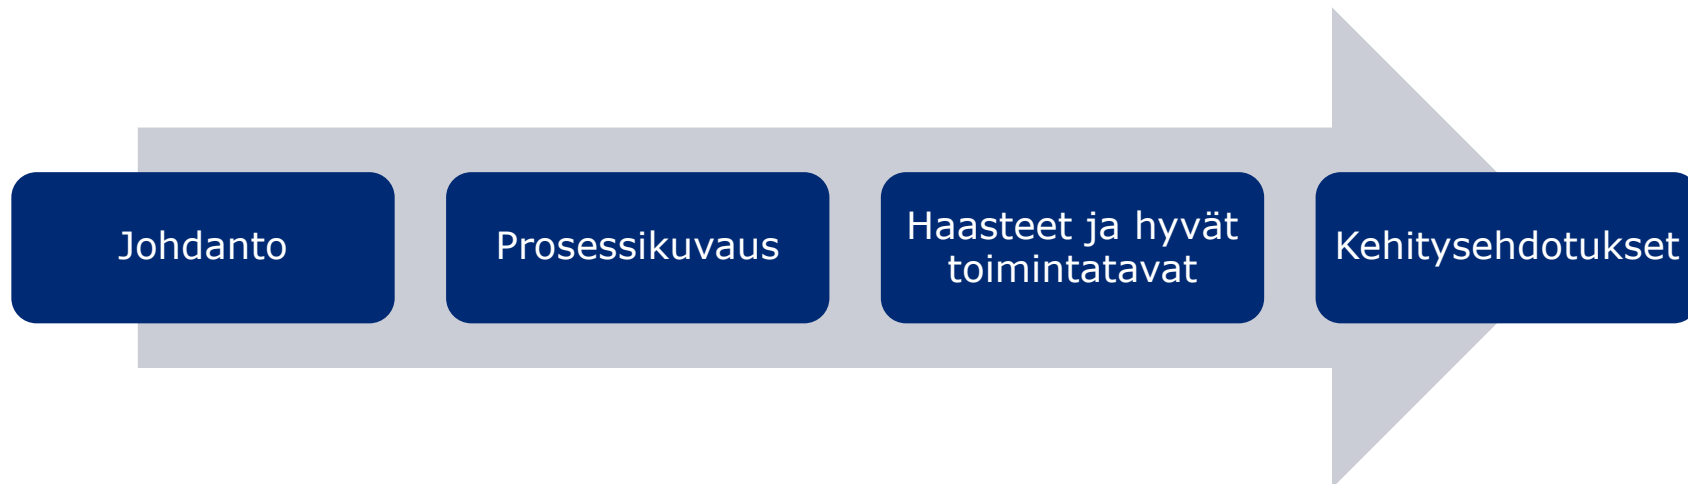 Johdanto
Prosessikuvaus
Haasteet ja hyvät
toimintatavat
Kehitysehdotukset